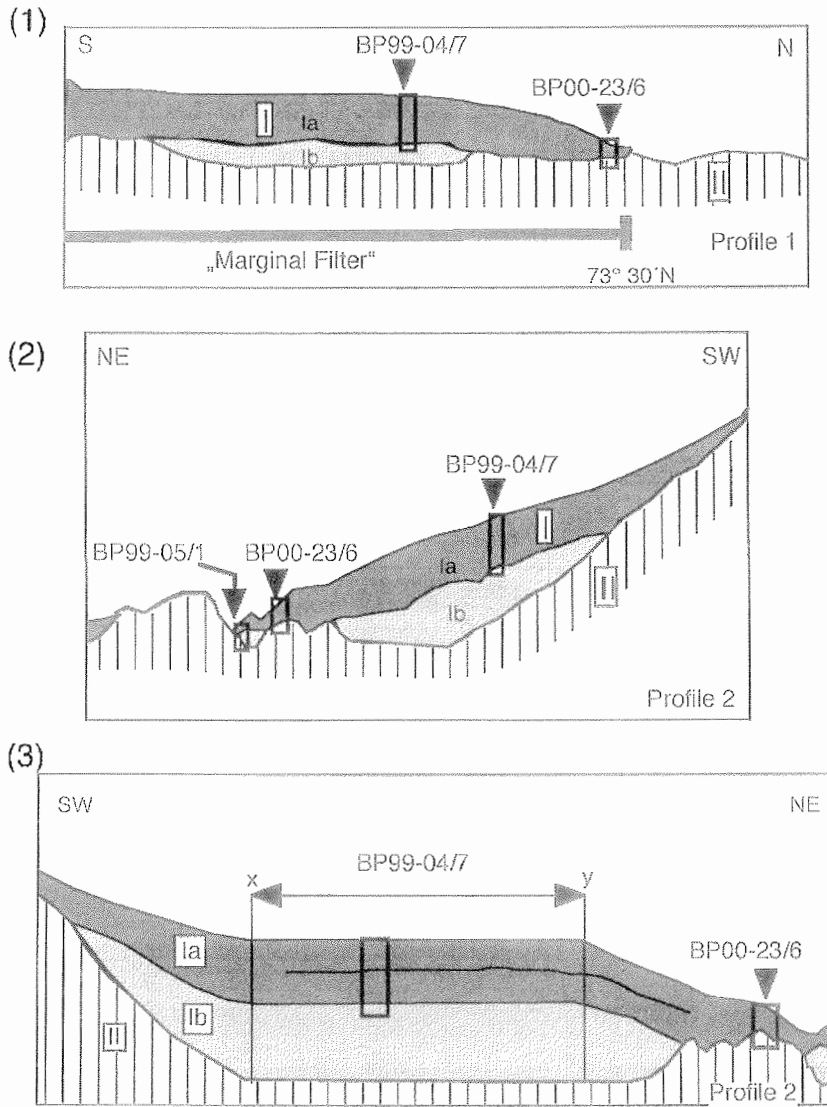 (1)
S
BP99-04/7
N
BP00-23/6
I
Ia
Ib
II
„Marginal Filter“
Profile 1
73° 30´N
(2)
NE
SW
BP99-04/7
BP99-05/1
BP00-23/6
I
Ia
Ib
II
Profile 2
(3)
SW
NE
BP99-04/7
x
y
Ia
BP00-23/6
Ib
II
Profile 2